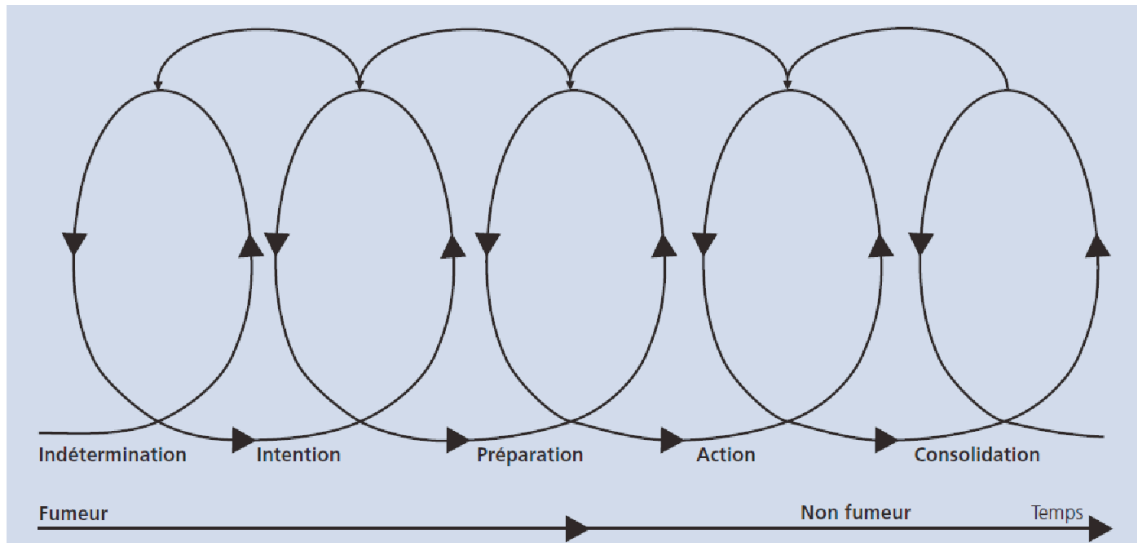 Indétermination Intention Préparation Action Consolidation
Fumeur Non fumeur Temps